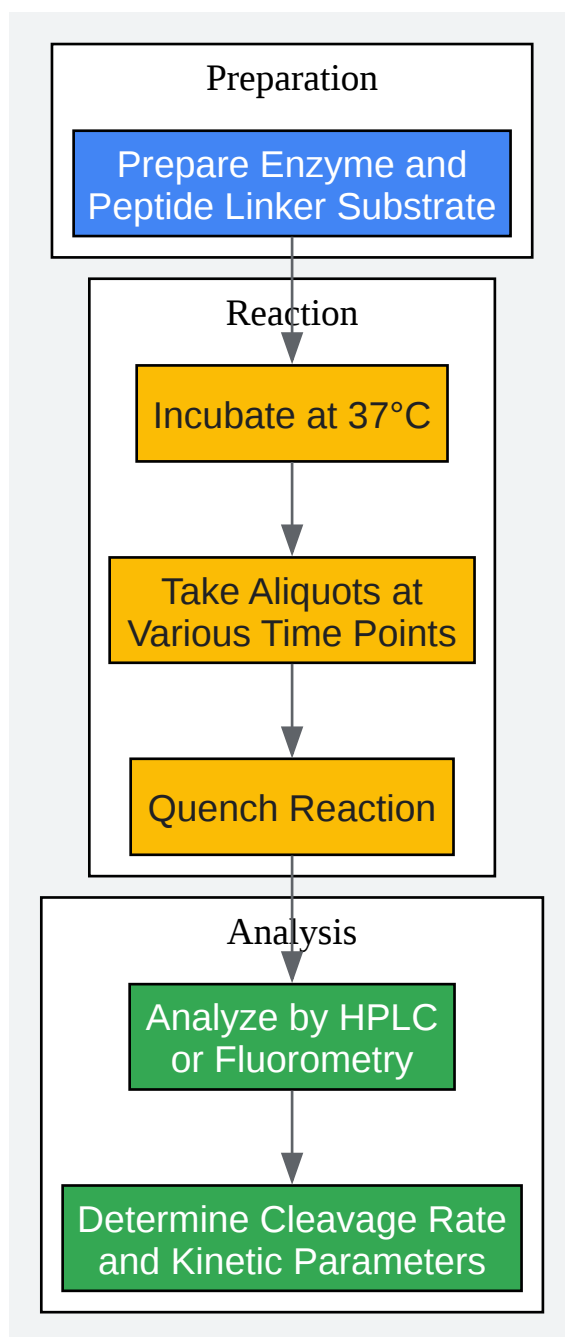 Preparation
Prepare Enzyme and
Peptide Linker Substrate
Reaction
Incubate at 37°C
Take Aliquots at
Various Time Points
Quench Reaction
Analysis
Analyze by HPLC
or Fluorometry
Determine Cleavage Rate
and Kinetic Parameters